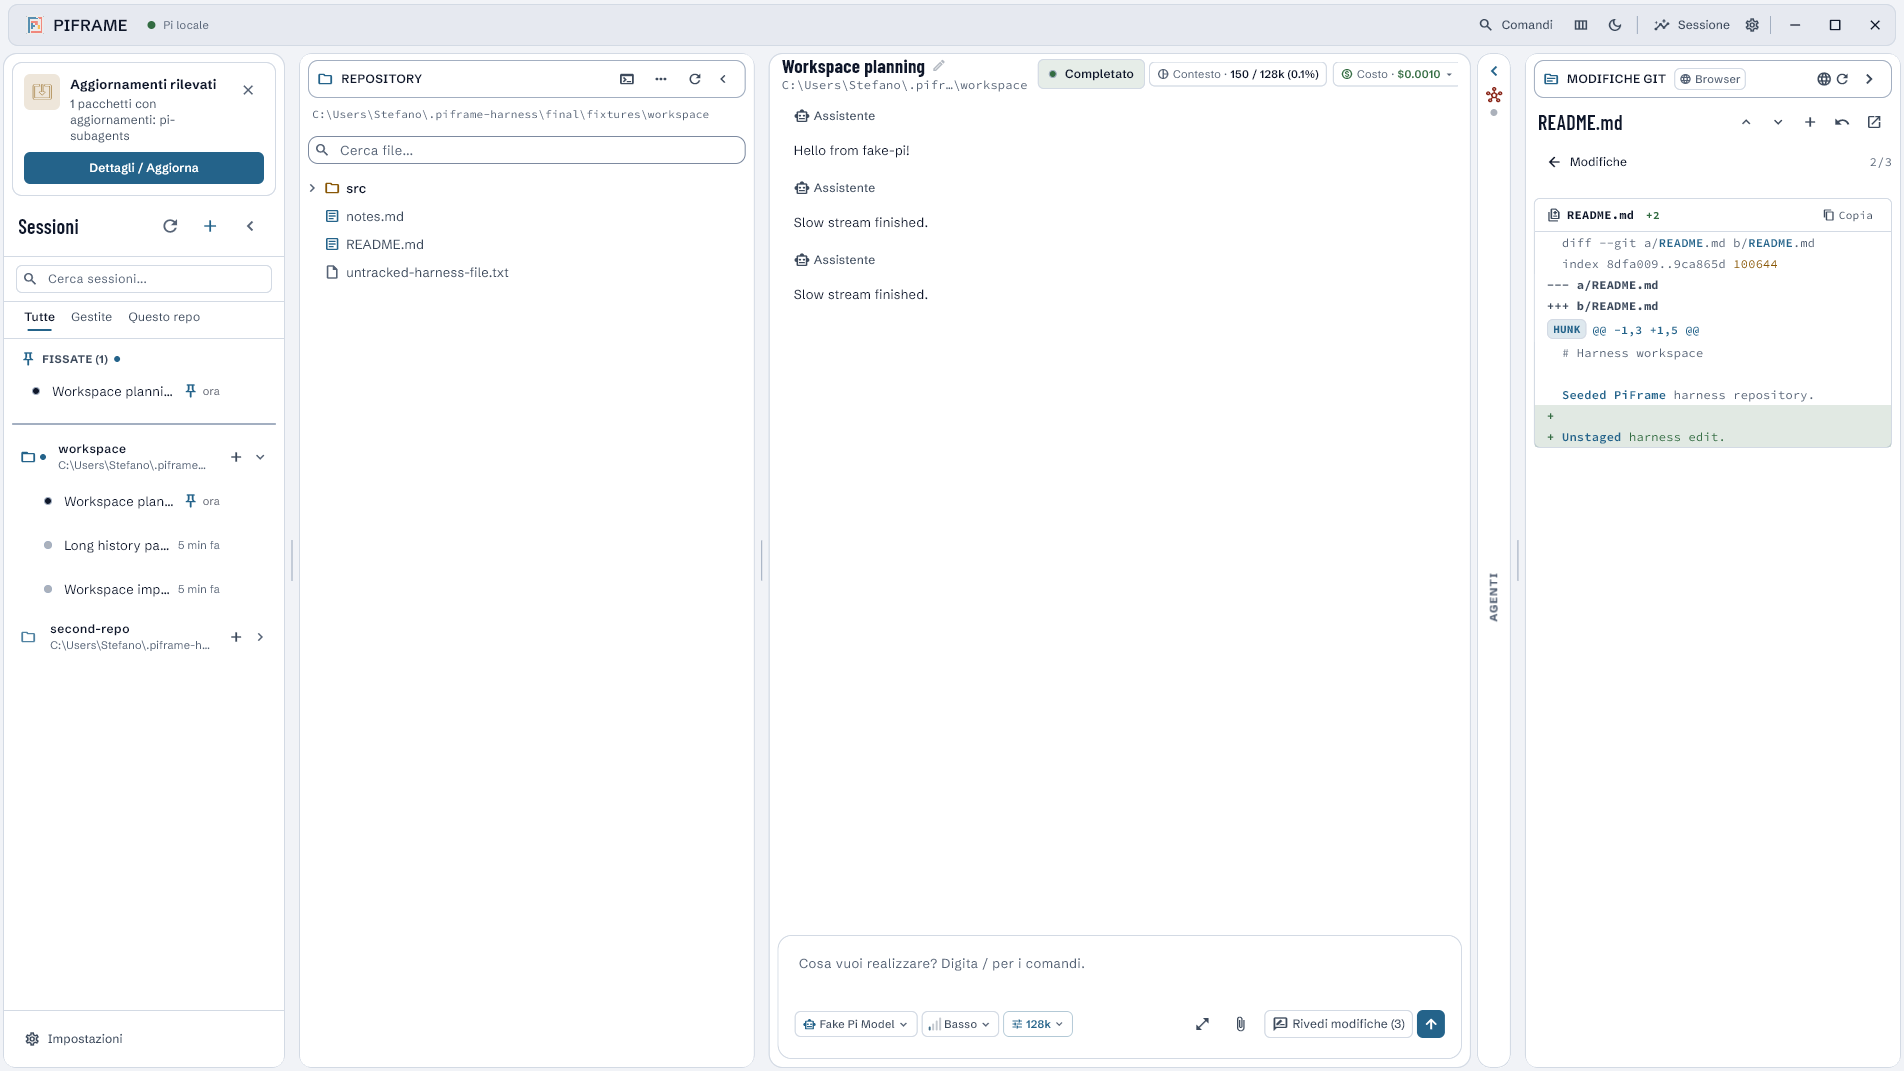 PIFRAME
Pi locale
Comandi
Sessione
Aggiornamenti rilevati
1 pacchetti con
aggiornamenti: pi-
subagents
Dettagli / Aggiorna
Sessioni
Cerca sessioni...
Tutte
Gestite
Questo repo
FISSATE (1)
Workspace planni...
ora
workspace
C:\Users\Stefano\.piframe...
Workspace plan...
ora
Long history pa...
5 min fa
Workspace imp...
5 min fa
second-repo
C:\Users\Stefano\.piframe-h...
Impostazioni
REPOSITORY
C:\Users\Stefano\.piframe-harness\final\fixtures\workspace
Cerca file...
src
notes.md
README.md
untracked-harness-file.txt
Workspace planning
C:\Users\Stefano\.pifr…\workspace
Completato
Contesto · 150 / 128k (0.1%)
Costo · $0.0010
Assistente
Hello from fake-pi!
Assistente
Slow stream finished.
Assistente
Slow stream finished.
Cosa vuoi realizzare? Digita / per i comandi.
Fake Pi Model
Basso
128k
Rivedi modifiche (3)
AGENTI
MODIFICHE GIT
Browser
README.md
Modifiche
2/3
README.md +2
Copia
diff --git a/README.md b/README.md
index 8dfa009..9ca865d 100644
--- a/README.md
+++ b/README.md
HUNK @@ -1,3 +1,5 @@
# Harness workspace
Seeded PiFrame harness repository.
+
+ Unstaged harness edit.